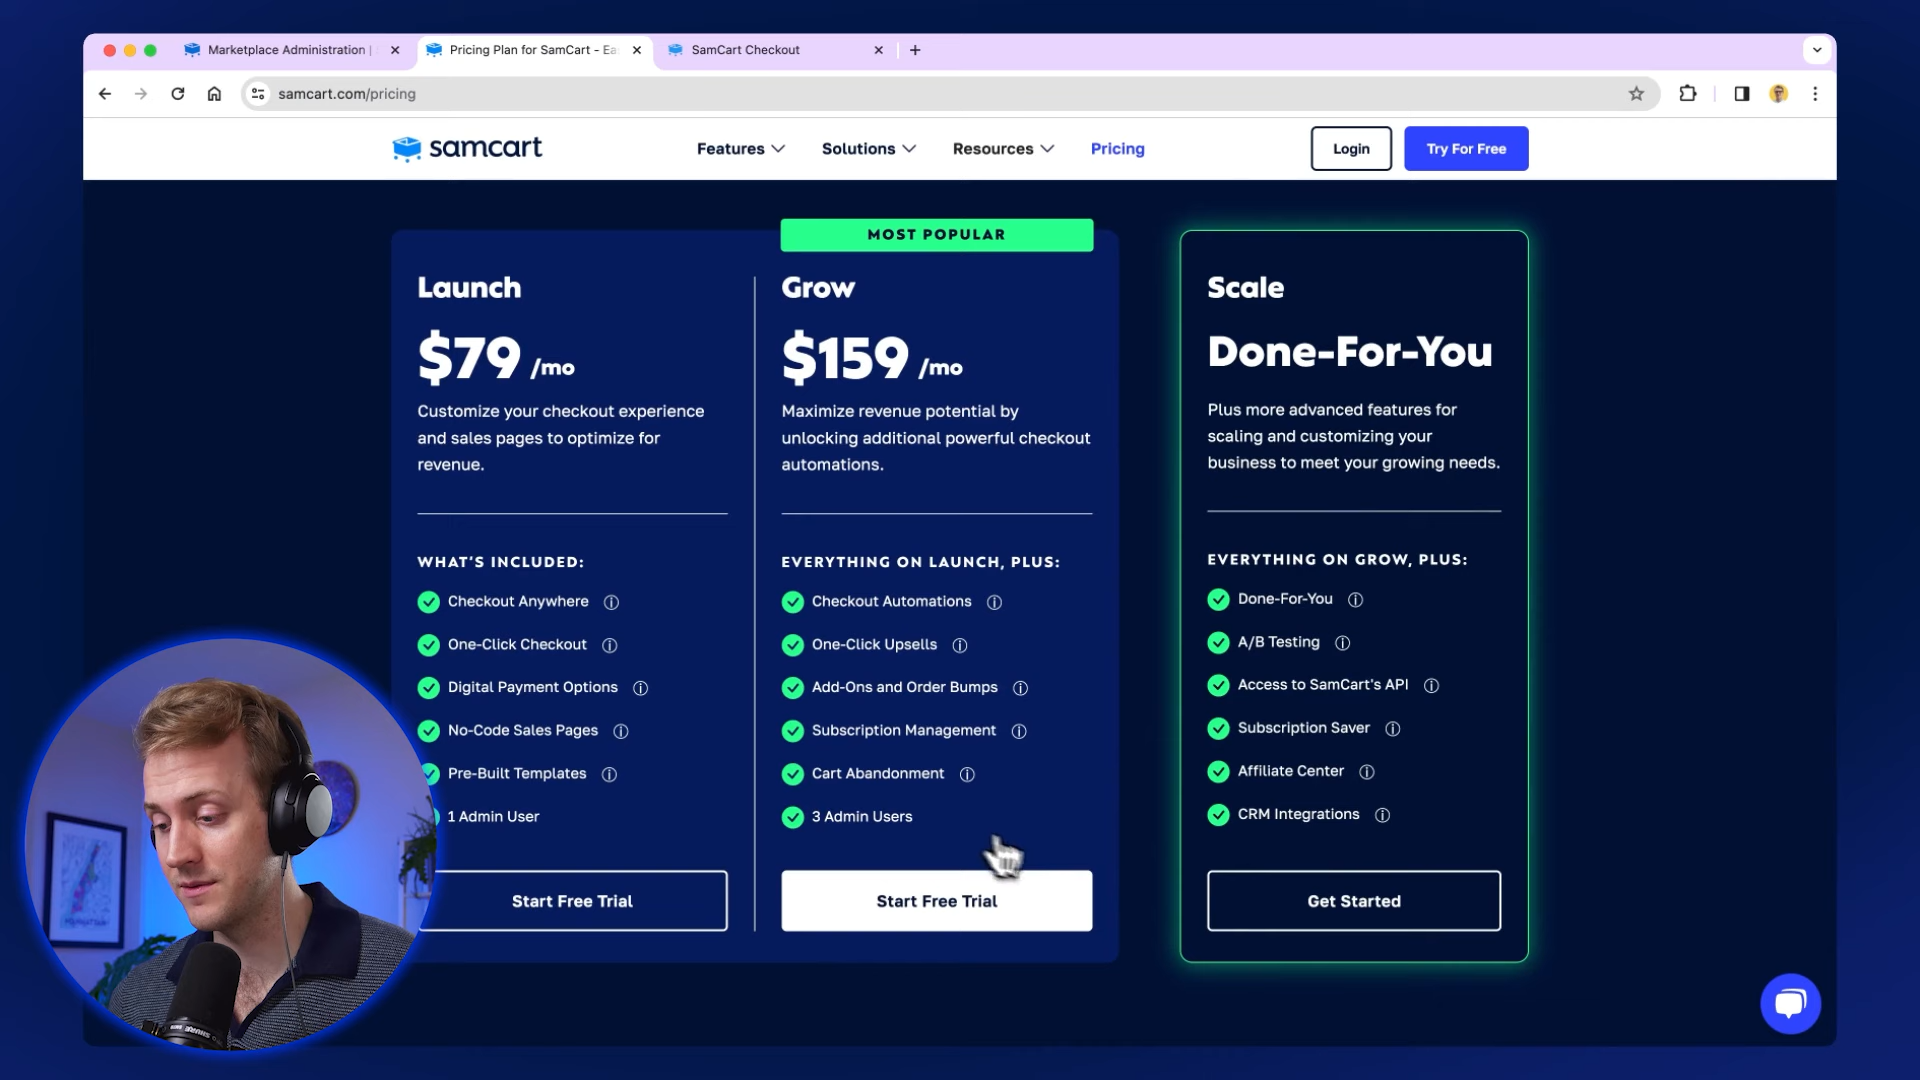 Marketplace Administration |
Pricing Plan for SamCart - Ea
SamCart Checkout
samcart.com/pricing
samcart
Features
Solutions
Resources
Pricing
Login
Try For Free
MOST POPULAR
Launch
$79 /mo
Customize your checkout experience
and sales pages to optimize for
revenue.
WHAT'S INCLUDED:
Checkout Anywhere
One-Click Checkout
Digital Payment Options
No-Code Sales Pages
Pre-Built Templates
1 Admin User
Start Free Trial
Grow
$159 /mo
Maximize revenue potential by
unlocking additional powerful checkout
automations.
EVERYTHING ON LAUNCH, PLUS:
Checkout Automations
One-Click Upsells
Add-Ons and Order Bumps
Subscription Management
Cart Abandonment
3 Admin Users
Start Free Trial
Scale
Done-For-You
Plus more advanced features for
scaling and customizing your
business to meet your growing needs.
EVERYTHING ON GROW, PLUS:
Done-For-You
A/B Testing
Access to SamCart's API
Subscription Saver
Affiliate Center
CRM Integrations
Get Started